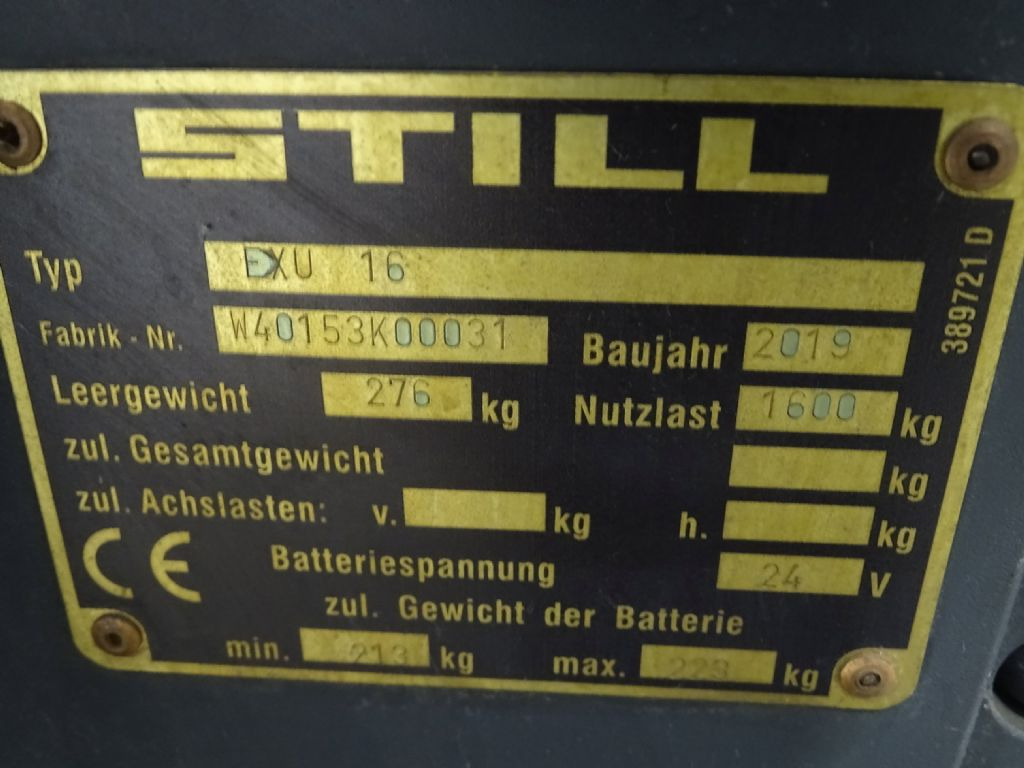 STILL
Typ EXU 16
Fabrik - Nr. W40153K00031 Baujahr 2019
Leergewicht 276 kg Nutzlast 1600 kg
zul. Gesamtgewicht kg
zul. Achslasten: v. kg h. kg
CE Batteriespannung 24 V
zul. Gewicht der Batterie
min. 213 kg max. kg
389721 D